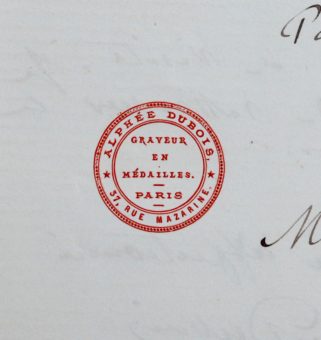 ALPHÉE DUBOIS,
GRAVEUR
EN
MÉDAILLES.
PARIS
37, RUE MAZARINE.